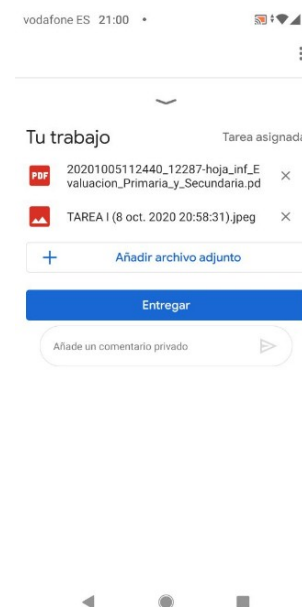 vodafone ES 21:00 •
Tu trabajo
Tarea asignada
PDF
20201005112440_12287-hoja_inf_E
valuacion_Primaria_y_Secundaria.pd
TAREA I (8 oct. 2020 20:58:31).jpeg
Añadir archivo adjunto
Entregar
Añade un comentario privado